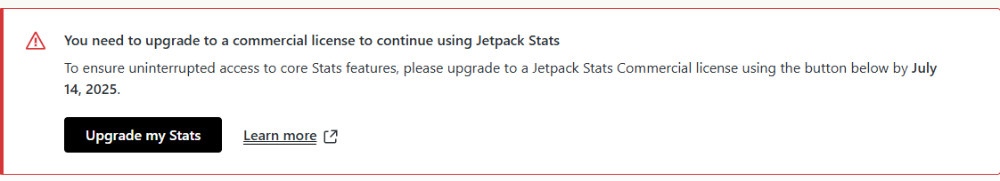 You need to upgrade to a commercial license to continue using Jetpack Stats
To ensure uninterrupted access to core Stats features, please upgrade to a Jetpack Stats Commercial license using the button below by July
14, 2025.
Upgrade my Stats
Learn more